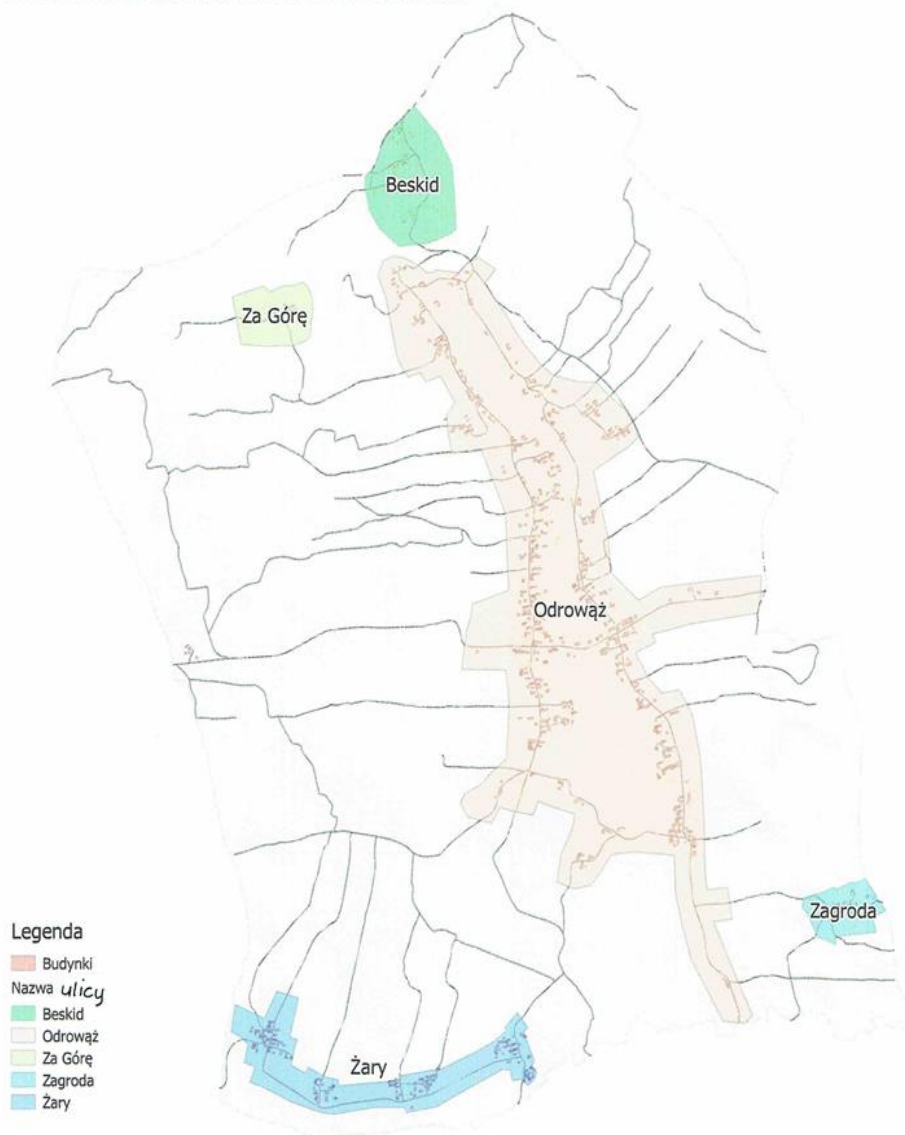 Beskid
Za Górę
Odrowąż
Zagroda
Żary
Legenda
Budynki
Nazwa ulicy
Beskid
Odrowąż
Za Górę
Zagroda
Żary